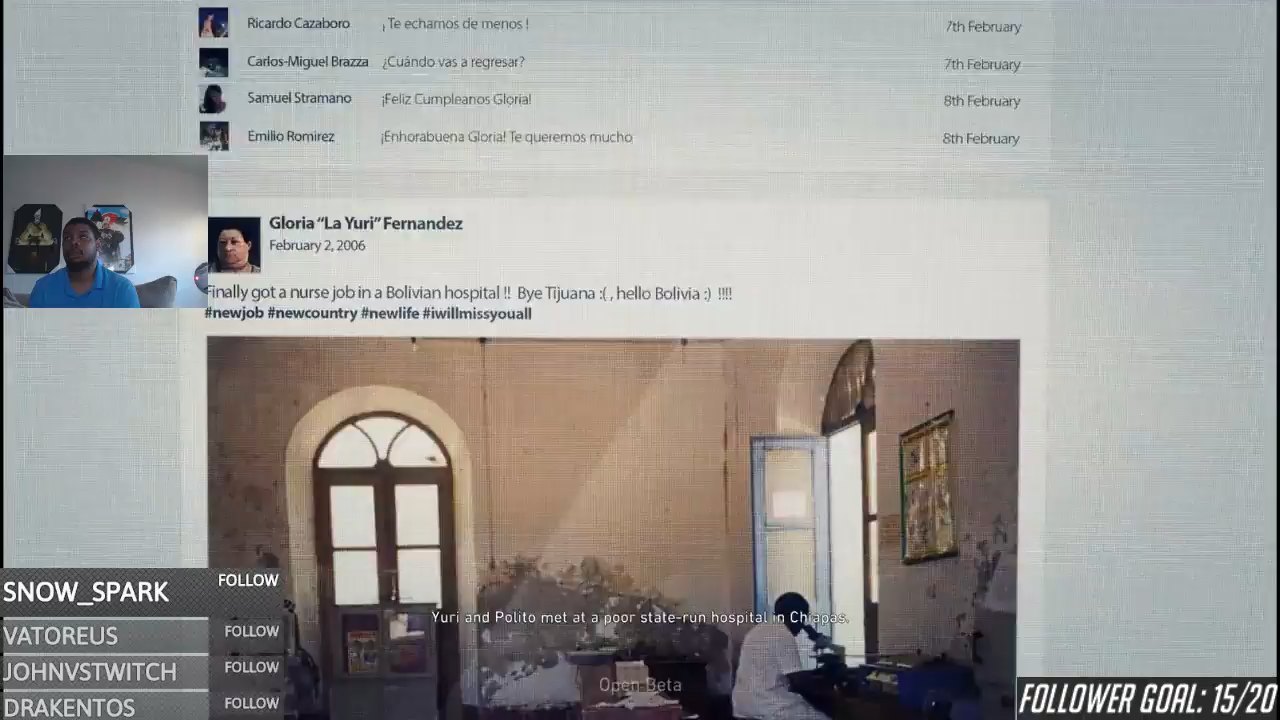 Ricardo Cazaboro ¡Te echamos de menos! 7th February
Carlos-Miguel Brazza ¿Cuándo vas a regresar? 7th February
Samuel Stramano ¡Feliz Cumpleanos Gloria! 8th February
Emilio Romirez ¡Enhorabuena Gloria! Te queremos mucho 8th February
Gloria “La Yuri” Fernandez
February 2, 2006
Finally got a nurse job in a Bolivian hospital !! Bye Tijuana :( , hello Bolivia :) !!!!
#newjob #newcountry #newlife #iwillmissyouall
Yuri and Polito met at a poor state-run hospital in Chiapas.
Open Beta
SNOW_SPARK FOLLOW
VATOREUS FOLLOW
JOHNVSTWITCH FOLLOW
DRAKENTOS FOLLOW
FOLLOWER GOAL: 15/20